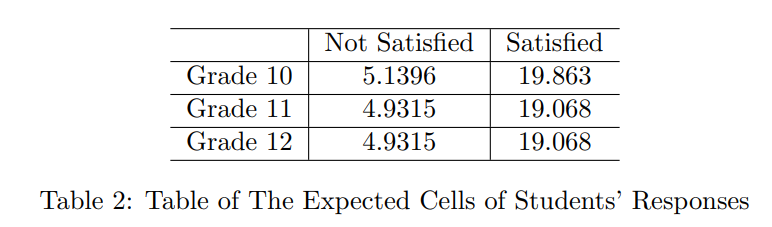 Not Satisfied Satisfied
Grade 10 5.1396 19.863
Grade 11 4.9315 19.068
Grade 12 4.9315 19.068
Table 2: Table of The Expected Cells of Students' Responses